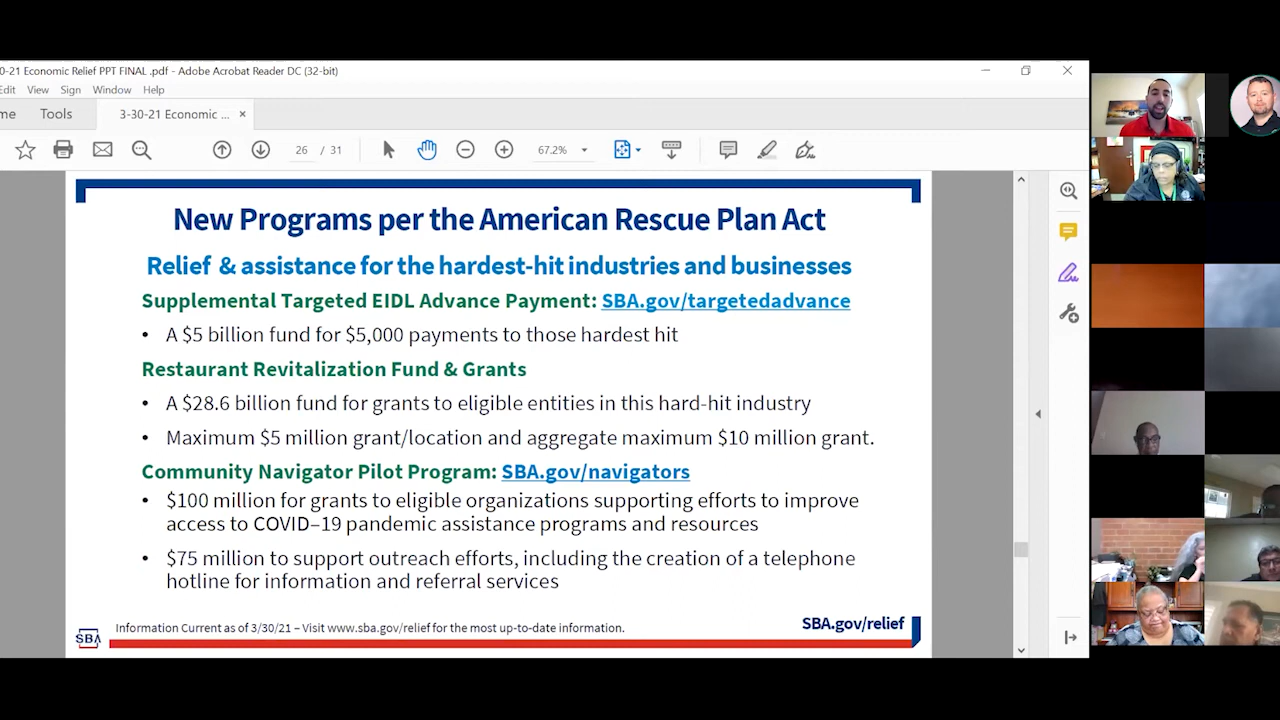 0-21 Economic Relief PPT FINAL .pdf - Adobe Acrobat Reader DC (32-bit)
Edit View Sign Window Help
me Tools 3-30-21 Economic ... ×
26 / 31 67.2%
New Programs per the American Rescue Plan Act
Relief & assistance for the hardest-hit industries and businesses
Supplemental Targeted EIDL Advance Payment: SBA.gov/targetedadvance
• A $5 billion fund for $5,000 payments to those hardest hit
Restaurant Revitalization Fund & Grants
• A $28.6 billion fund for grants to eligible entities in this hard-hit industry
• Maximum $5 million grant/location and aggregate maximum $10 million grant.
Community Navigator Pilot Program: SBA.gov/navigators
• $100 million for grants to eligible organizations supporting efforts to improve
access to COVID–19 pandemic assistance programs and resources
• $75 million to support outreach efforts, including the creation of a telephone
hotline for information and referral services
SBA Information Current as of 3/30/21 – Visit www.sba.gov/relief for the most up-to-date information. SBA.gov/relief